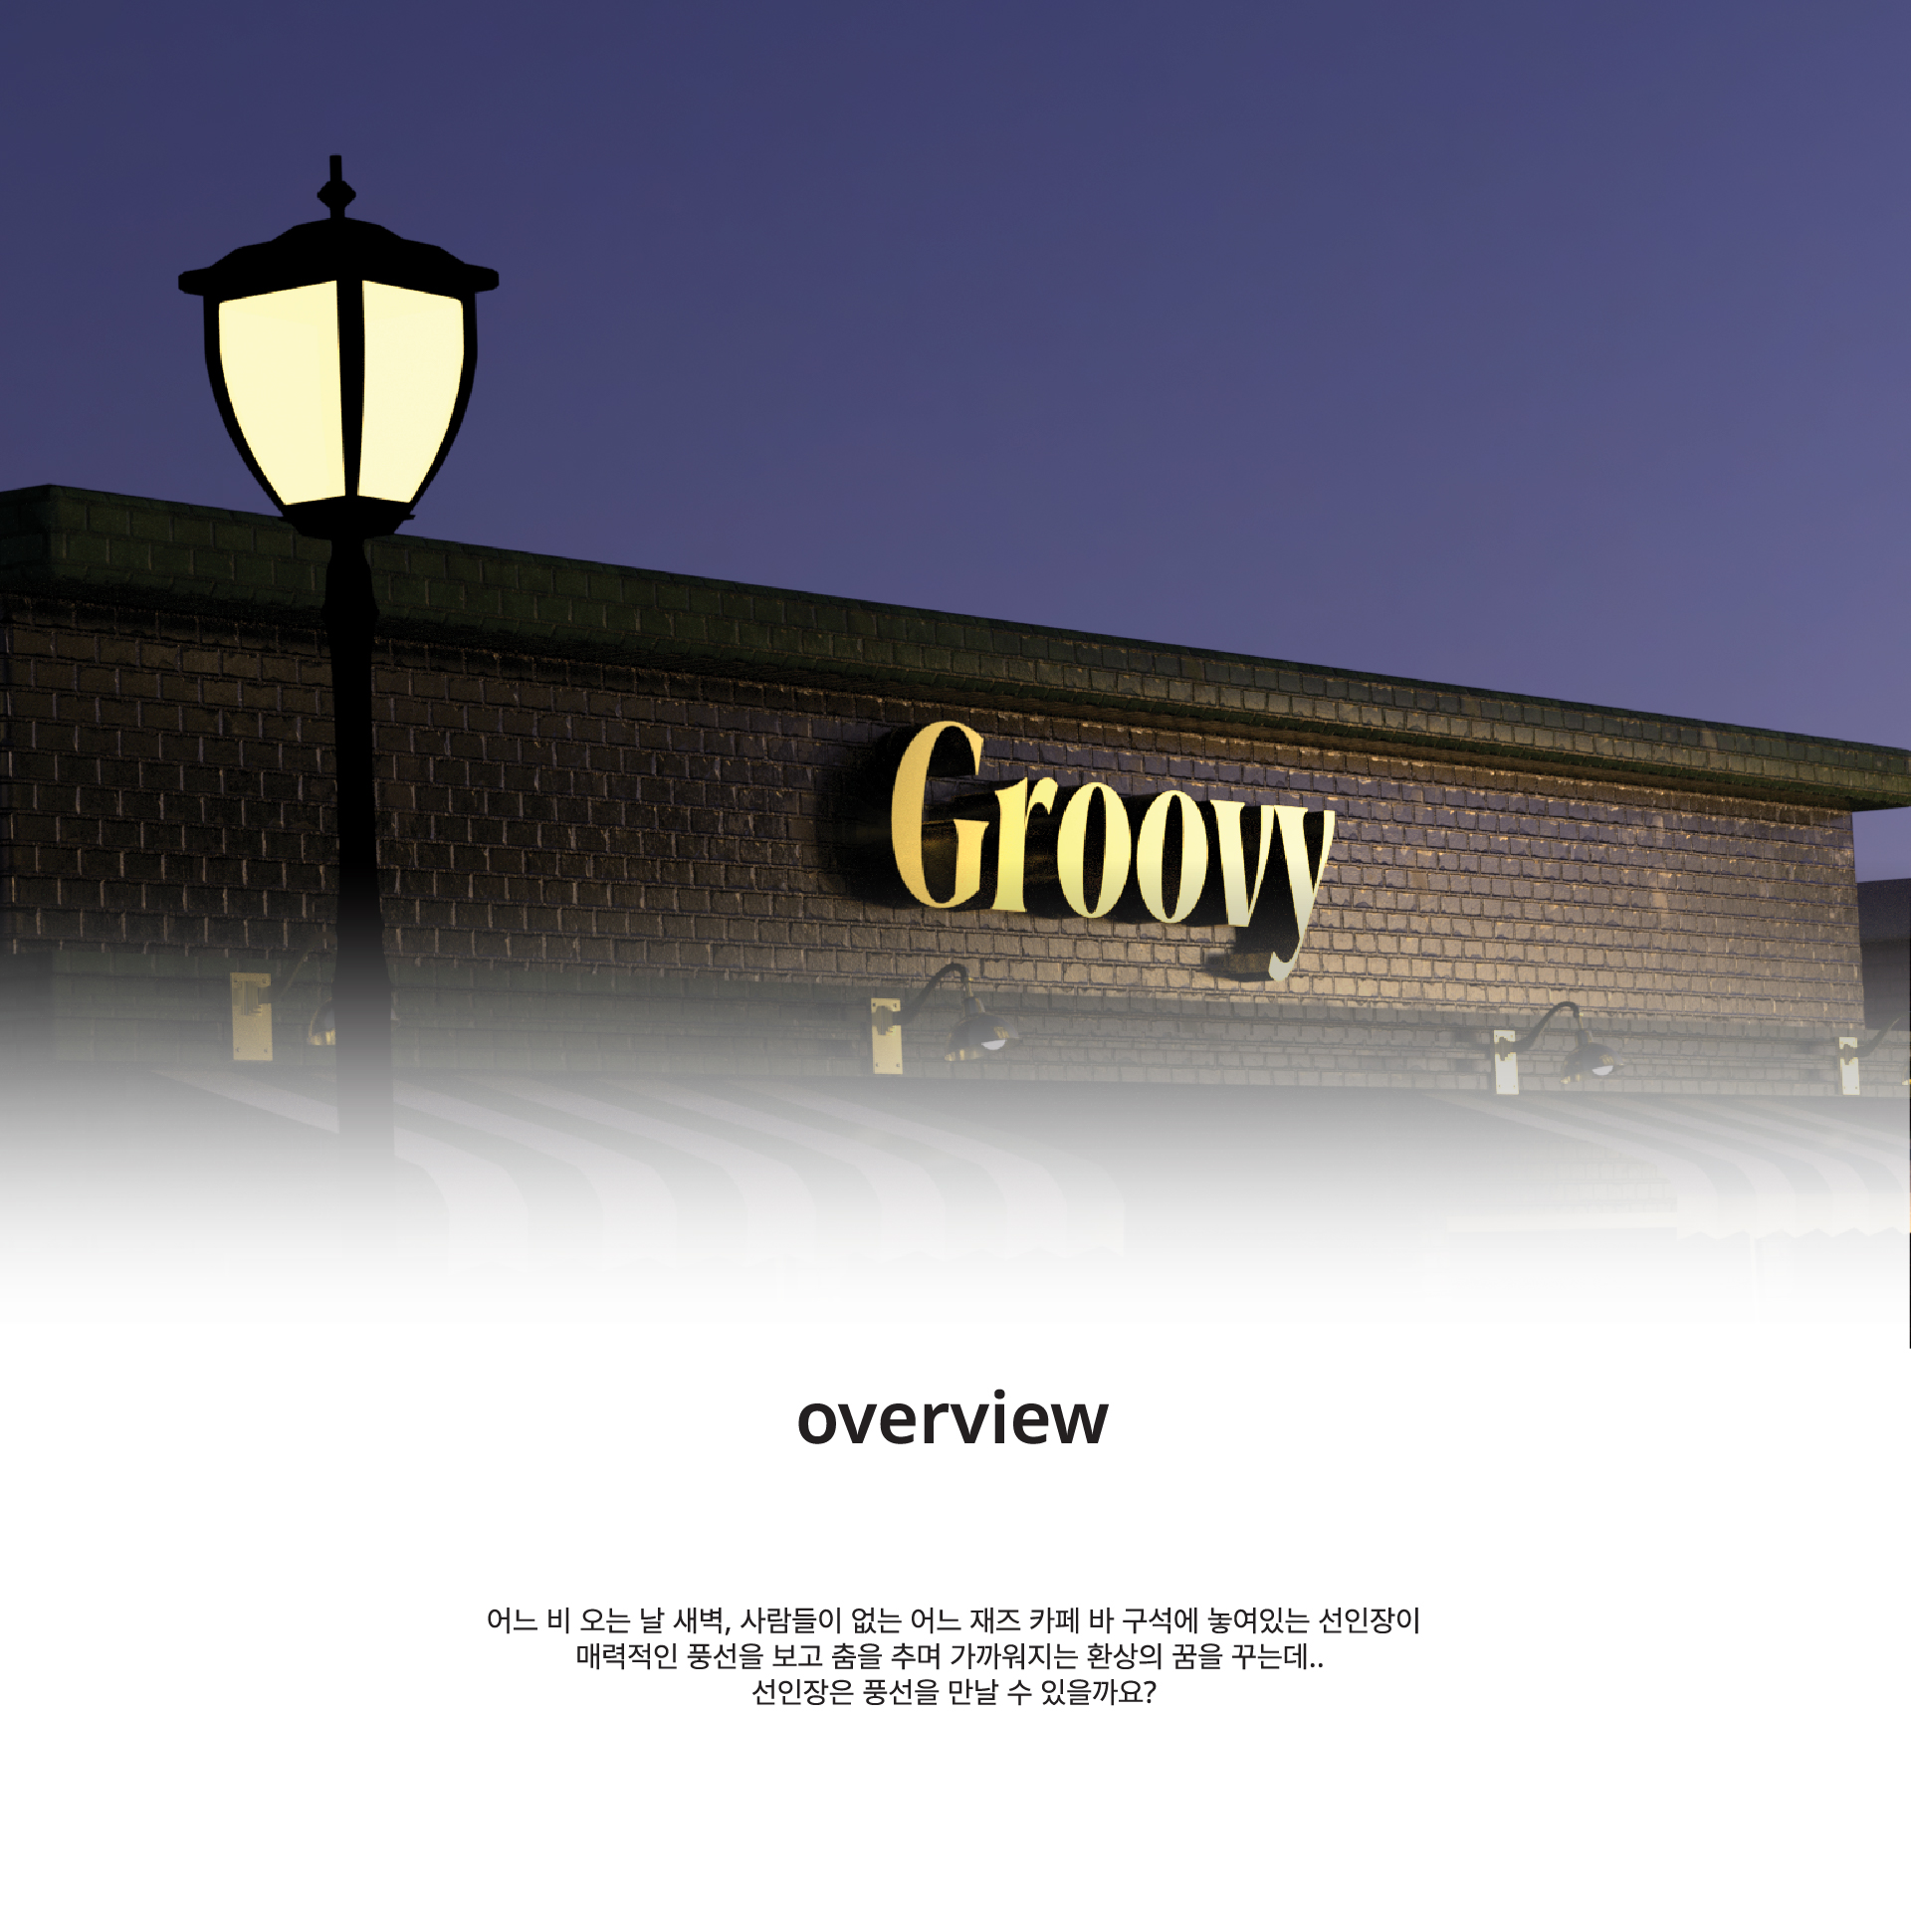 Groovy
overview
어느 비 오는 날 새벽, 사람들이 없는 어느 재즈 카페 바 구석에 놓여있는 선인장이
매력적인 풍선을 보고 춤을 추며 가까워지는 환상의 꿈을 꾸는데..
선인장은 풍선을 만날 수 있을까요?